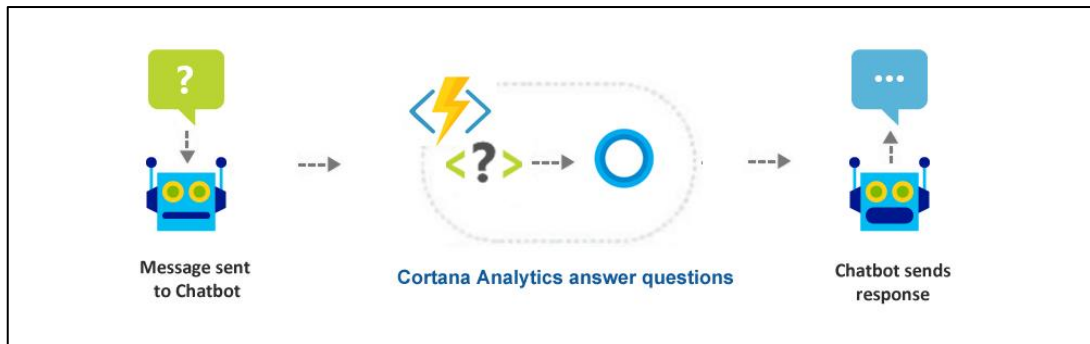 ?
...
<?>
Message sent
to Chatbot
Cortana Analytics answer questions
Chatbot sends
response